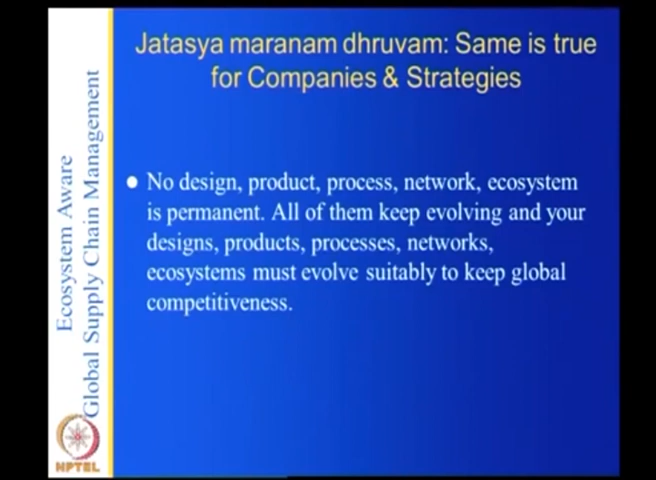 Jatasya maranam dhruvam: Same is true
for Companies & Strategies
No design, product, process, network, ecosystem
is permanent. All of them keep evolving and your
designs, products, processes, networks,
ecosystems must evolve suitably to keep global
competitiveness.
Ecosystem Aware
Global Supply Chain Management
NPTEL